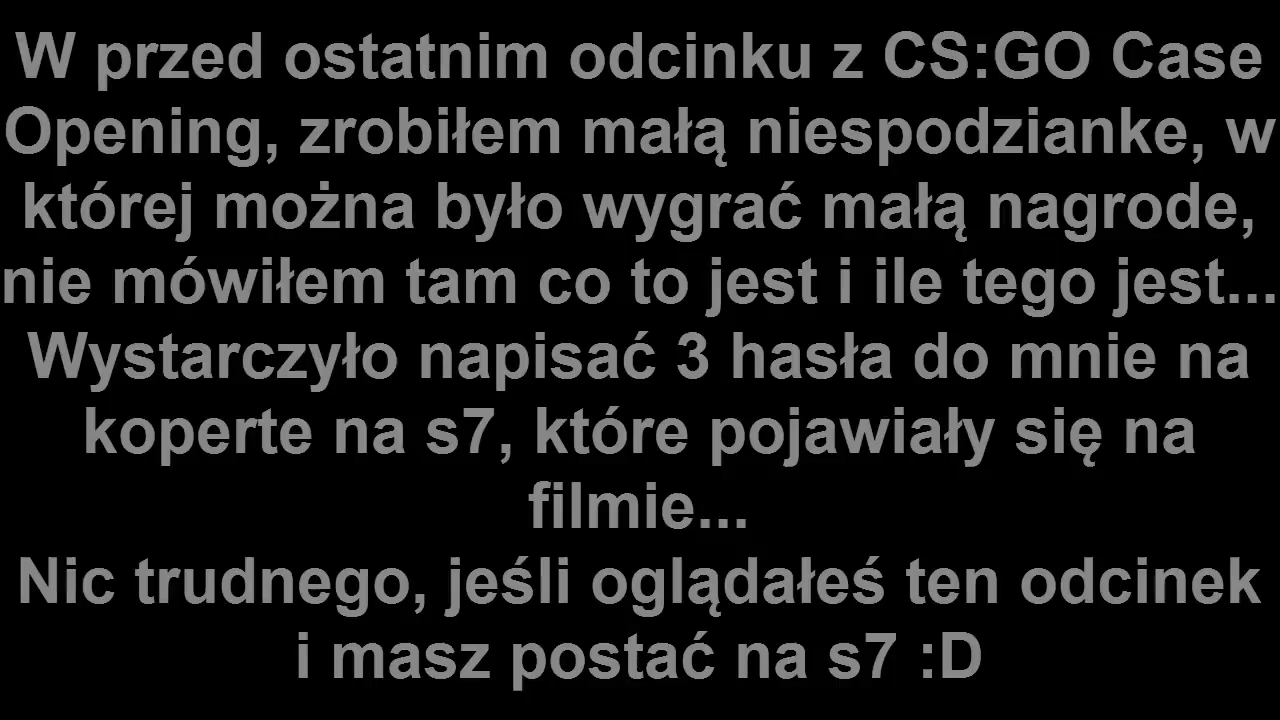 W przed ostatnim odcinku z CS:GO Case
Opening, zrobiłem małą niespodzianke, w
której można było wygrać małą nagrode,
nie mówiłem tam co to jest i ile tego jest...
Wystarczyło napisać 3 hasła do mnie na
koperte na s7, które pojawiały się na
filmie...
Nic trudnego, jeśli oglądałeś ten odcinek
i masz postać na s7 :D